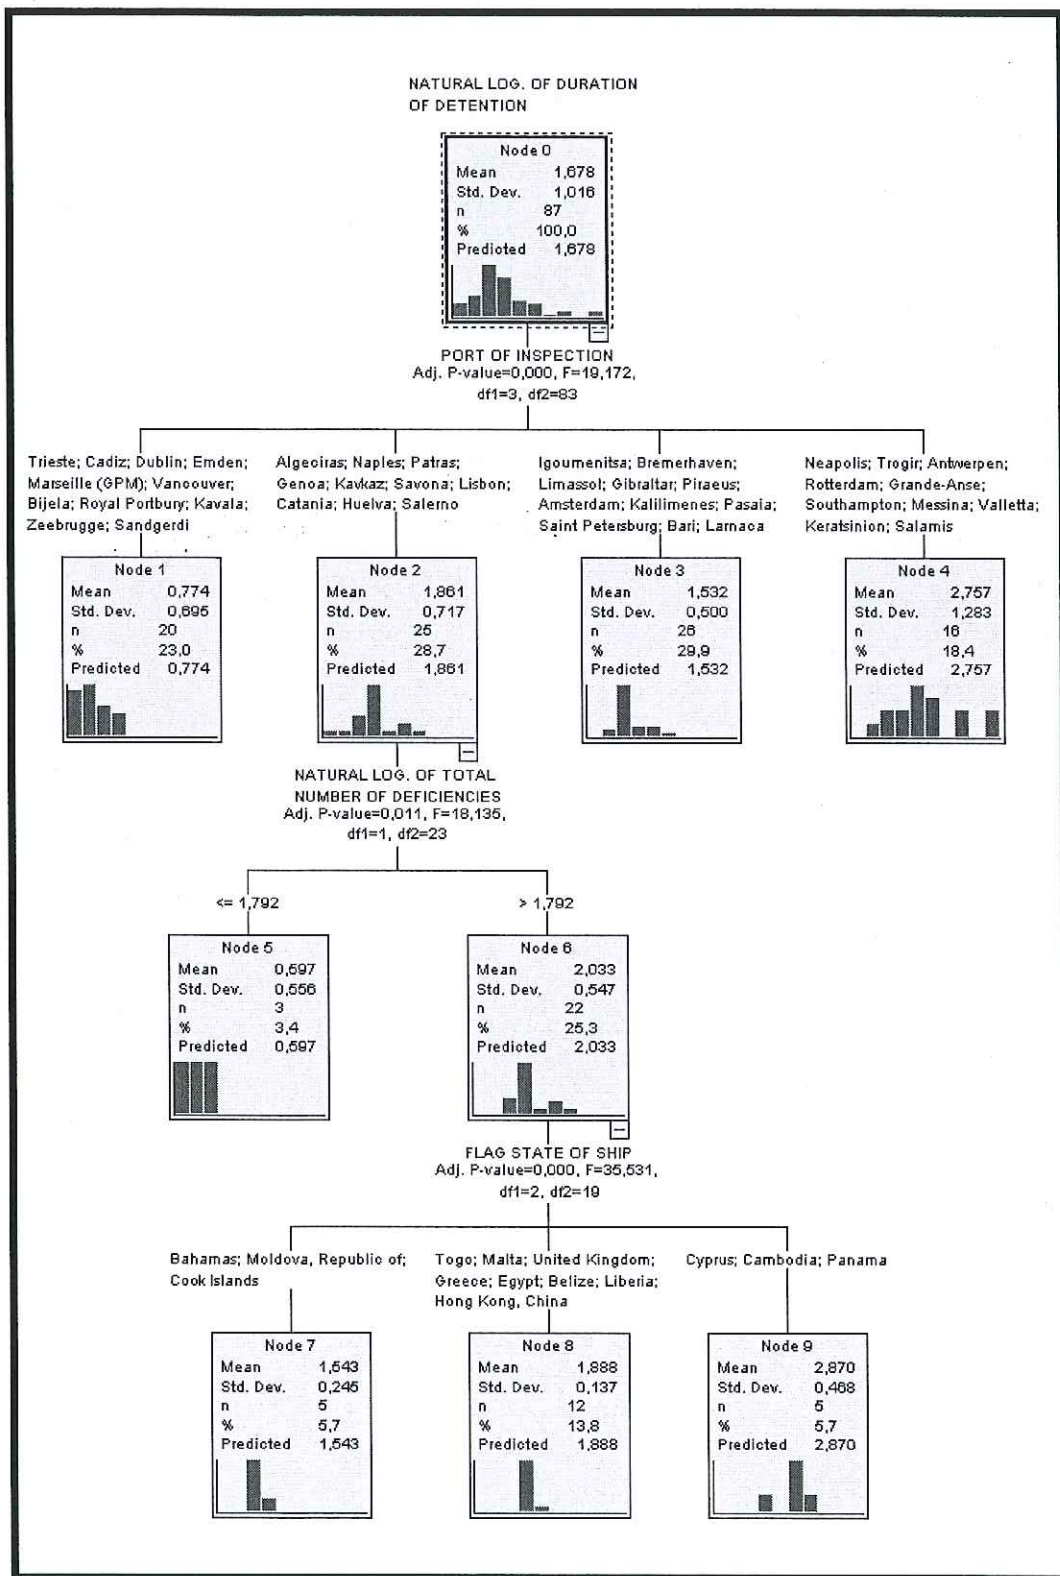 NATURAL LOG. OF DURATION
OF DETENTION
Node 0
Mean 1,678
Std. Dev. 1,016
n 87
% 100,0
Predicted 1,678
PORT OF INSPECTION
Adj. P-value=0,000, F=19,172,
df1=3, df2=83
Trieste; Cadiz; Dublin; Emden;
Marseille (GPM); Vancouver;
Bijela; Royal Portbury; Kavala;
Zeebrugge; Sandgerdi
Algeciras; Naples; Patras;
Genoa; Kavkaz; Savona; Lisbon;
Catania; Huelva; Salerno
Igoumenitsa; Bremerhaven;
Limassol; Gibraltar; Piraeus;
Amsterdam; Kalilimenes; Pasaia;
Saint Petersburg; Bari; Larnaca
Neapolis; Trogir; Antwerpen;
Rotterdam; Grande-Anse;
Southampton; Messina; Valletta;
Keratsinion; Salamis
Node 1
Mean 0,774
Std. Dev. 0,695
n 20
% 23,0
Predicted 0,774
Node 2
Mean 1,861
Std. Dev. 0,717
n 25
% 28,7
Predicted 1,861
Node 3
Mean 1,532
Std. Dev. 0,500
n 26
% 29,9
Predicted 1,532
Node 4
Mean 2,757
Std. Dev. 1,283
n 16
% 18,4
Predicted 2,757
NATURAL LOG. OF TOTAL
NUMBER OF DEFICIENCIES
Adj. P-value=0,011, F=18,135,
df1=1, df2=23
<= 1,792
> 1,792
Node 5
Mean 0,597
Std. Dev. 0,556
n 3
% 3,4
Predicted 0,597
Node 6
Mean 2,033
Std. Dev. 0,547
n 22
% 25,3
Predicted 2,033
FLAG STATE OF SHIP
Adj. P-value=0,000, F=35,531,
df1=2, df2=19
Bahamas; Moldova, Republic of;
Cook Islands
Togo; Malta; United Kingdom;
Greece; Egypt; Belize; Liberia;
Hong Kong, China
Cyprus; Cambodia; Panama
Node 7
Mean 1,543
Std. Dev. 0,245
n 5
% 5,7
Predicted 1,543
Node 8
Mean 1,888
Std. Dev. 0,137
n 12
% 13,8
Predicted 1,888
Node 9
Mean 2,870
Std. Dev. 0,468
n 5
% 5,7
Predicted 2,870